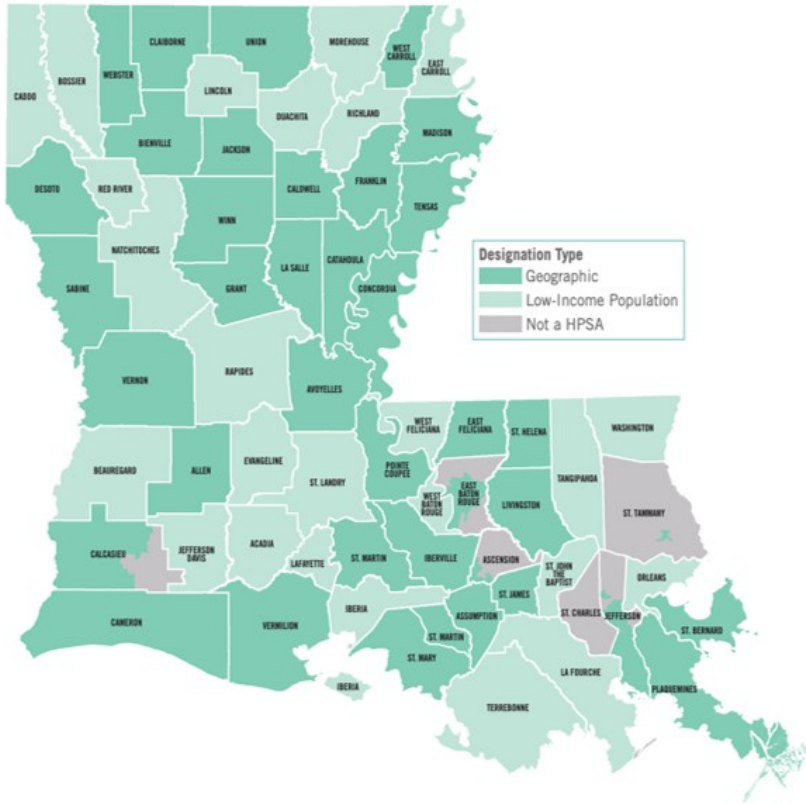 CADDO
BOSSIER
WEBSTER
CLAIBORNE
UNION
MOREHOUSE
WEST
CARROLL
EAST
CARROLL
LINCOLN
OUACHITA
RICHLAND
MADISON
BIENVILLE
JACKSON
DESOTO
RED RIVER
CALDWELL
FRANKLIN
TENSAS
WINN
NATCHITOCHES
LA SALLE
CATAHOULA
CONCORDIA
SABINE
GRANT
Designation Type
Geographic
Low-Income Population
Not a HPSA
VERNON
RAPIDES
AVOYELLES
WEST
FELICIANA
EAST
FELICIANA
ST. HELENA
WASHINGTON
BEAUREGARD
ALLEN
EVANGELINE
ST. LANDRY
POINTE
COUPEE
WEST
BATON
ROUGE
EAST
BATON
ROUGE
LIVINGSTON
TANGIPAHOA
ST. TAMMANY
CALCASIEU
JEFFERSON
DAVIS
ACADIA
LAFAYETTE
ST. MARTIN
IBERVILLE
ASCENSION
ST. JOHN
THE
BAPTIST
ORLEANS
CAMERON
VERMILION
IBERIA
ST. MARTIN
ASSUMPTION
ST. JAMES
ST. CHARLES
JEFFERSON
ST. BERNARD
ST. MARY
IBERIA
TERREBONNE
LA FOURCHE
PLAQUEMINES